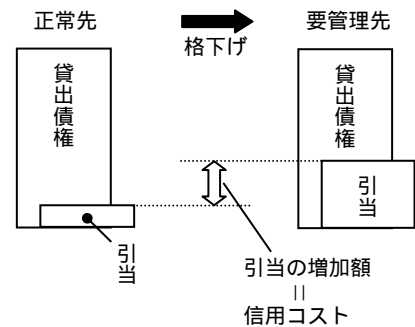 正常先
格下げ
要管理先
貸出債権
引当
貸出債権
引当
引当の増加額
＝
信用コスト